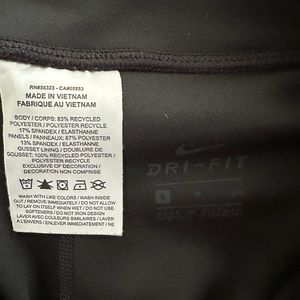 RN#56323 - CA#05553
MADE IN VIETNAM
FABRIQUE AU VIETNAM
BODY / CORPS: 83% RECYCLED
POLYESTER / POLYESTER RECYCLE
17% SPANDEX / ELASTHANNE
PANELS / PANNEAUX: 87% POLYESTER
13% SPANDEX / ELASTHANNE
GUSSET LINING / DOUBLURE DE
GOUSSET: 100% RECYCLED POLYESTER
/ POLYESTER RECYCLE
EXCLUSIVE OF DECORATION /
DECORATION NON COMPRISE
WASH WITH LIKE COLORS / WASH INSIDE
OUT / REMOVE IMMEDIATELY / DO NOT ALLOW
TO LAY ON ITSELF WHEN WET / DO NOT USE
SOFTENERS / DO NOT IRON DESIGN
LAVER AVEC COULEURS SIMILAIRES / LAVER
A L'ENVERS / ENLEVER IMMEDIATEMENT / NE
DRI-FIT